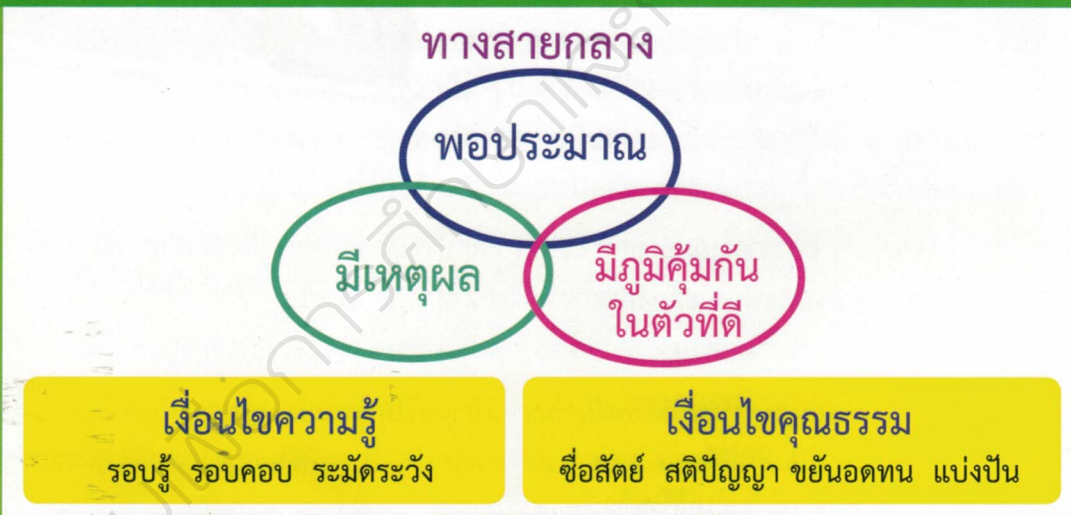 ทางสายกลาง
พอประมาณ
มีเหตุผล
มีภูมิคุ้มกัน
ในตัวที่ดี
เงื่อนไขความรู้
รอบรู้ รอบคอบ ระมัดระวัง
เงื่อนไขคุณธรรม
ซื่อสัตย์ สติปัญญา ขยันอดทน แบ่งปัน